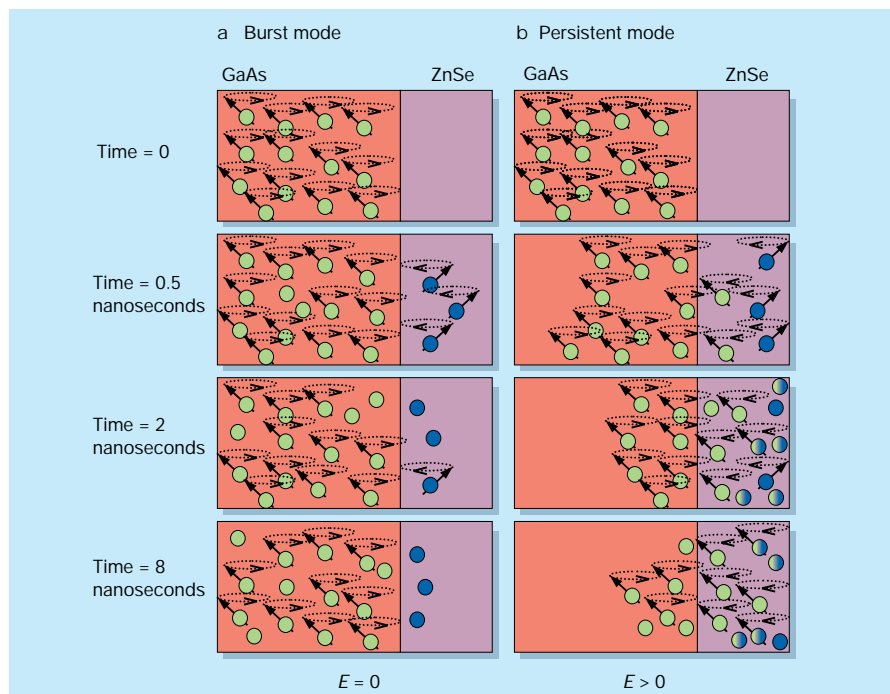 a Burst mode
b Persistent mode
GaAs
ZnSe
GaAs
ZnSe
Time = 0
Time = 0.5
nanoseconds
Time = 2
nanoseconds
Time = 8
nanoseconds
E = 0
E > 0